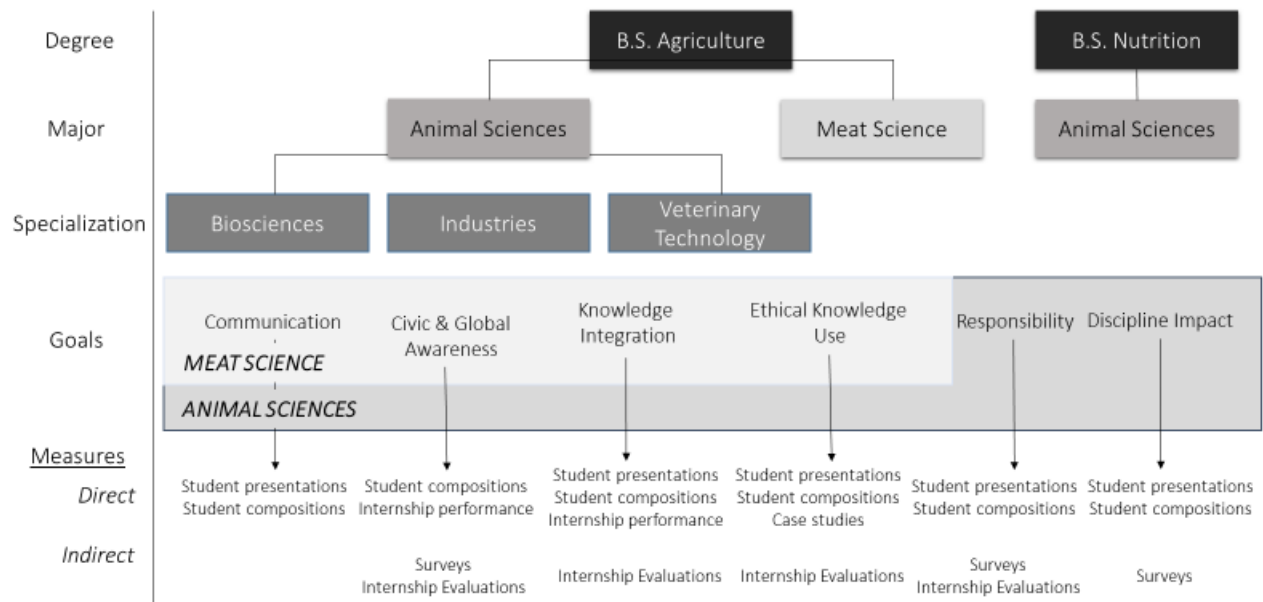 Degree
B.S. Agriculture
B.S. Nutrition
Major
Animal Sciences
Meat Science
Animal Sciences
Specialization
Biosciences
Industries
Veterinary
Technology
Goals
Communication
Civic & Global
Awareness
Knowledge
Integration
Ethical Knowledge
Use
Responsibility
Discipline Impact
MEAT SCIENCE
ANIMAL SCIENCES
Measures
Direct
Student presentations
Student compositions
Student compositions
Internship performance
Student presentations
Student compositions
Internship performance
Student presentations
Student compositions
Case studies
Student presentations
Student compositions
Student presentations
Student compositions
Indirect
Surveys
Internship Evaluations
Internship Evaluations
Internship Evaluations
Surveys
Internship Evaluations
Surveys